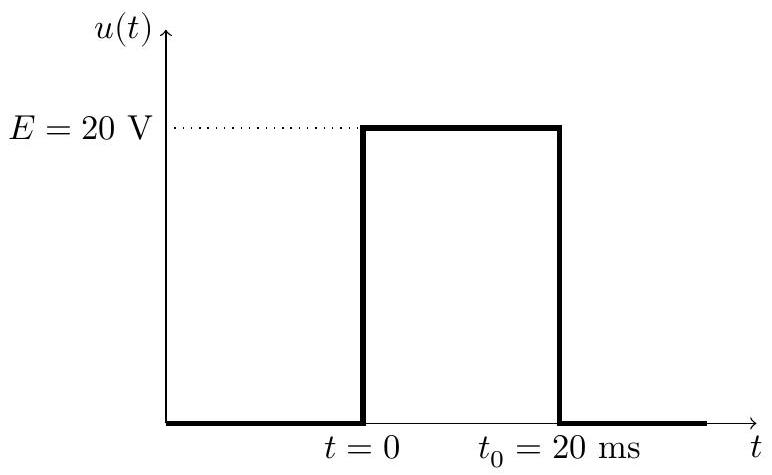 u(t)
E = 20 V
t = 0
t₀ = 20 ms
t